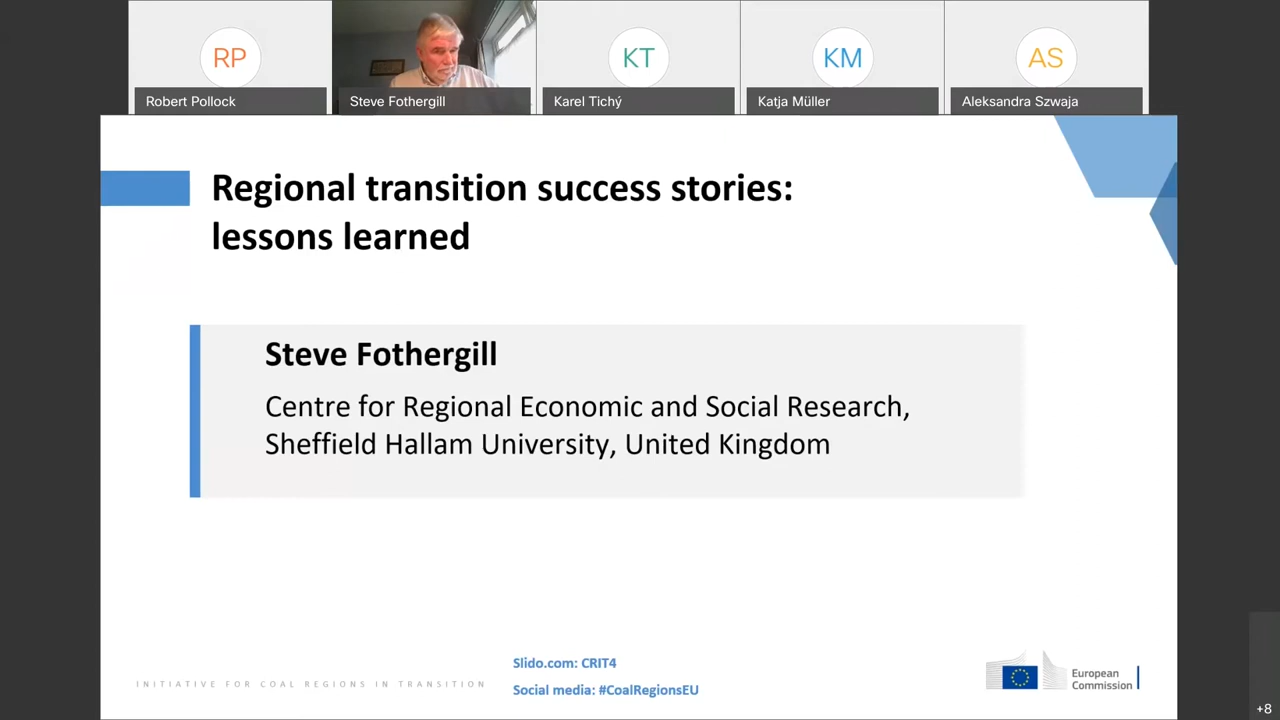 RP
KT
KM
AS
Robert Pollock
Steve Fothergill
Karel Tichý
Katja Müller
Aleksandra Szwaja
Regional transition success stories:
lessons learned
Steve Fothergill
Centre for Regional Economic and Social Research,
Sheffield Hallam University, United Kingdom
Slido.com: CRIT4
INITIATIVE FOR COAL REGIONS IN TRANSITION
Social media: #CoalRegionsEU
European
Commission
+8